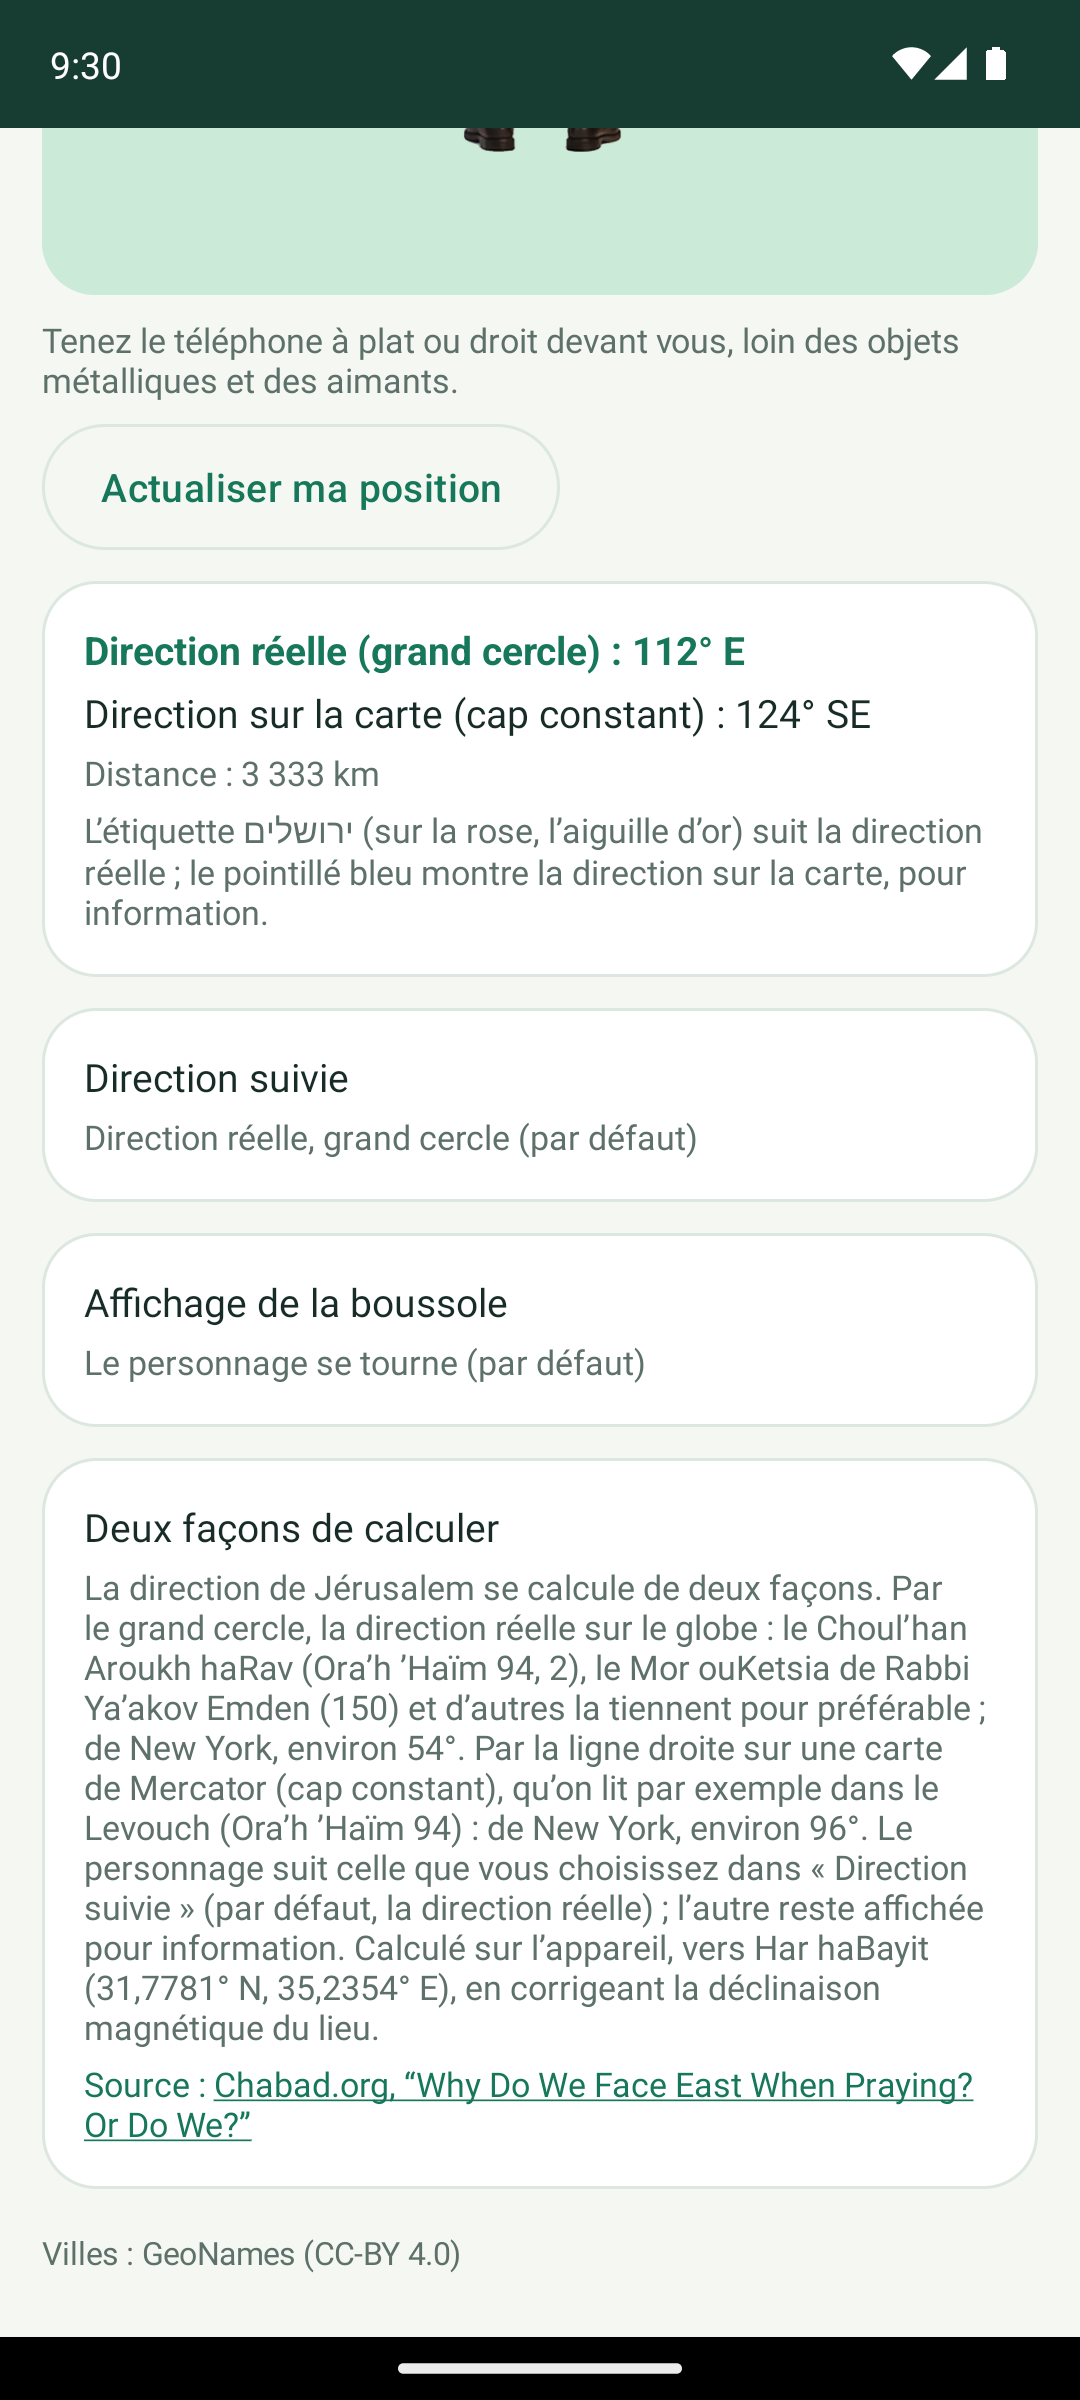 9:30
Tenez le téléphone à plat ou droit devant vous, loin des objets
métalliques et des aimants.
Actualiser ma position
Direction réelle (grand cercle) : 112° E
Direction sur la carte (cap constant) : 124° SE
Distance : 3 333 km
L’étiquette ירושלים (sur la rose, l’aiguille d’or) suit la direction
réelle ; le pointillé bleu montre la direction sur la carte, pour
information.
Direction suivie
Direction réelle, grand cercle (par défaut)
Affichage de la boussole
Le personnage se tourne (par défaut)
Deux façons de calculer
La direction de Jérusalem se calcule de deux façons. Par
le grand cercle, la direction réelle sur le globe : le Choul’han
Aroukh haRav (Ora’h ’Haïm 94, 2), le Mor ouKetsia de Rabbi
Ya’akov Emden (150) et d’autres la tiennent pour préférable ;
de New York, environ 54°. Par la ligne droite sur une carte
de Mercator (cap constant), qu’on lit par exemple dans le
Levouch (Ora’h ’Haïm 94) : de New York, environ 96°. Le
personnage suit celle que vous choisissez dans « Direction
suivie » (par défaut, la direction réelle) ; l’autre reste affichée
pour information. Calculé sur l’appareil, vers Har haBayit
(31,7781° N, 35,2354° E), en corrigeant la déclinaison
magnétique du lieu.
Source : Chabad.org, “Why Do We Face East When Praying?
Or Do We?”
Villes : GeoNames (CC-BY 4.0)